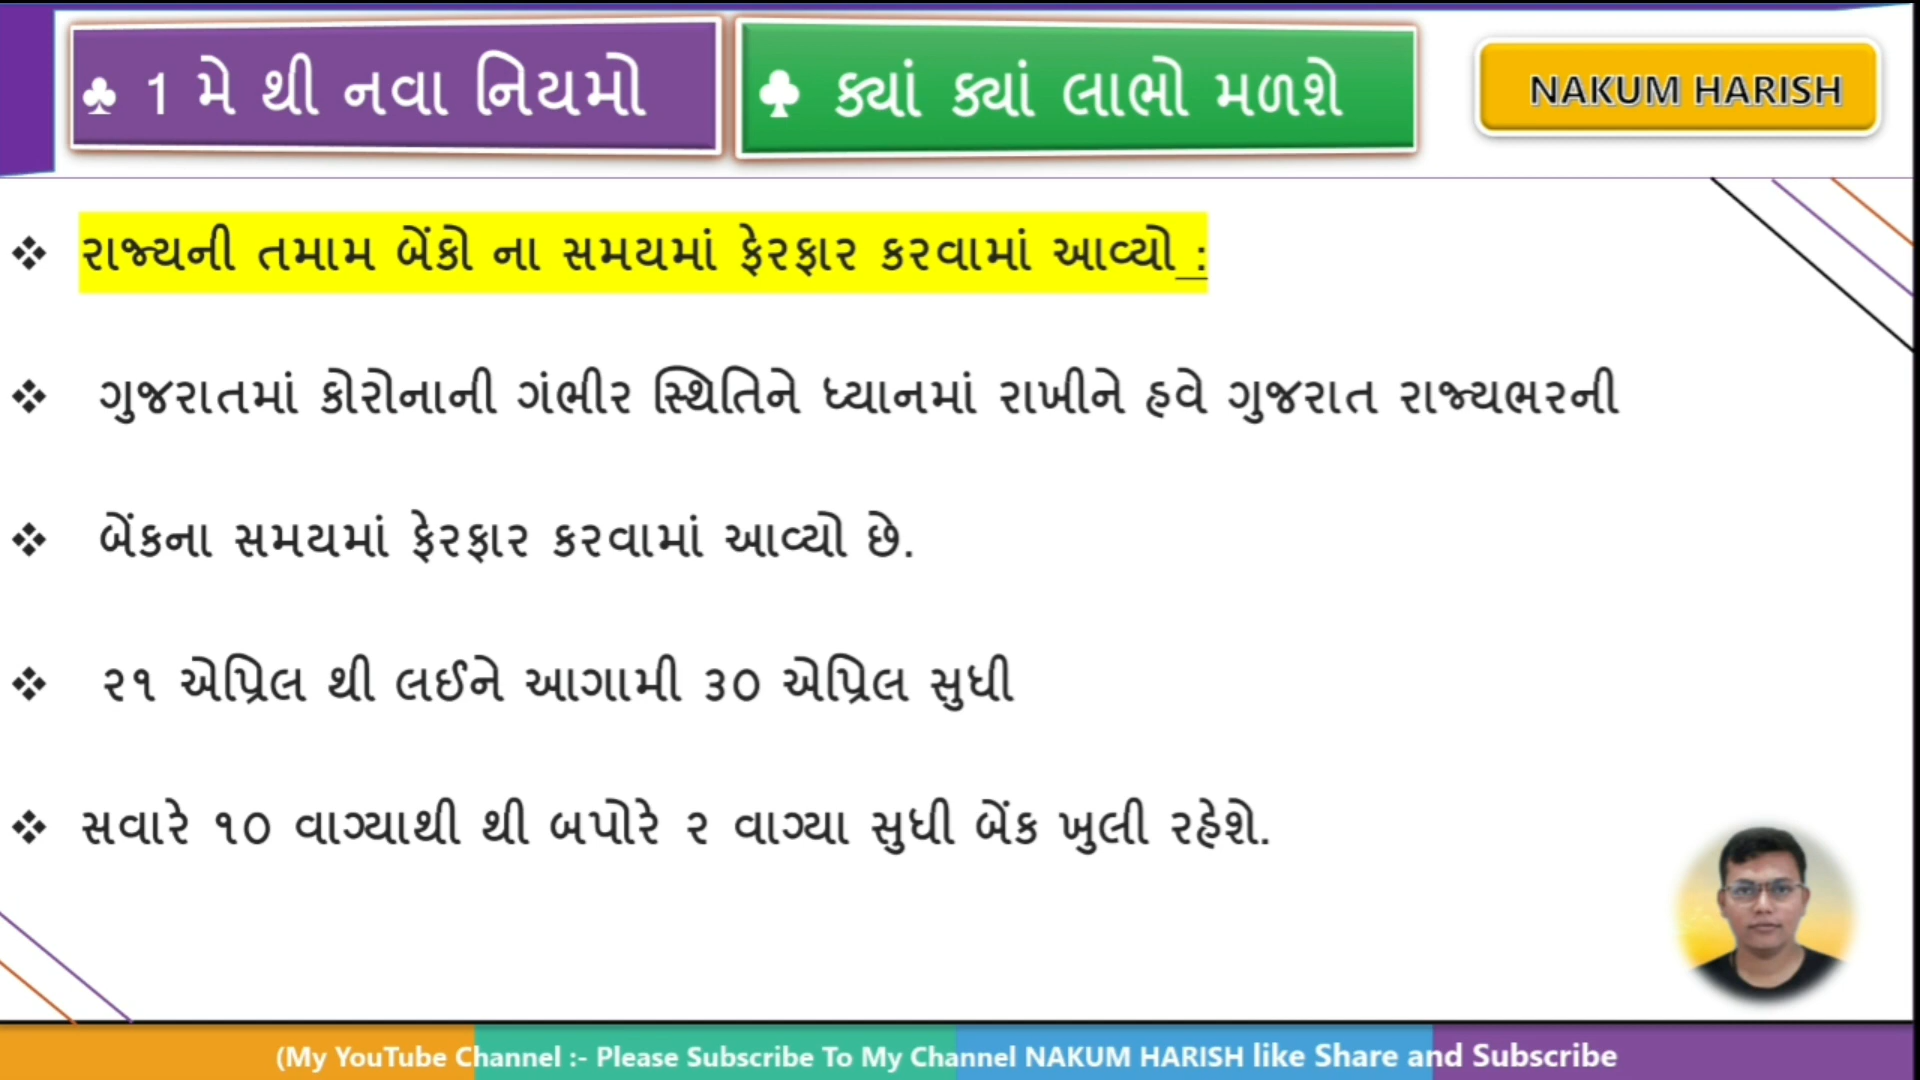 ♣ 1 મે થી નવા નિયમો
♣ ક્યાં ક્યાં લાભો મળશે
NAKUM HARISH
❖ રાજ્યની તમામ બેંકો ના સમયમાં ફેરફાર કરવામાં આવ્યો :
❖ ગુજરાતમાં કોરોનાની ગંભીર સ્થિતિને ધ્યાનમાં રાખીને હવે ગુજરાત રાજ્યભરની
❖ બેંકના સમયમાં ફેરફાર કરવામાં આવ્યો છે.
❖ ૨૧ એપ્રિલ થી લઈને આગામી ૩૦ એપ્રિલ સુધી
❖ સવારે ૧૦ વાગ્યાથી થી બપોરે ૨ વાગ્યા સુધી બેંક ખુલી રહેશે.
(My YouTube Channel :- Please Subscribe To My Channel NAKUM HARISH like Share and Subscribe